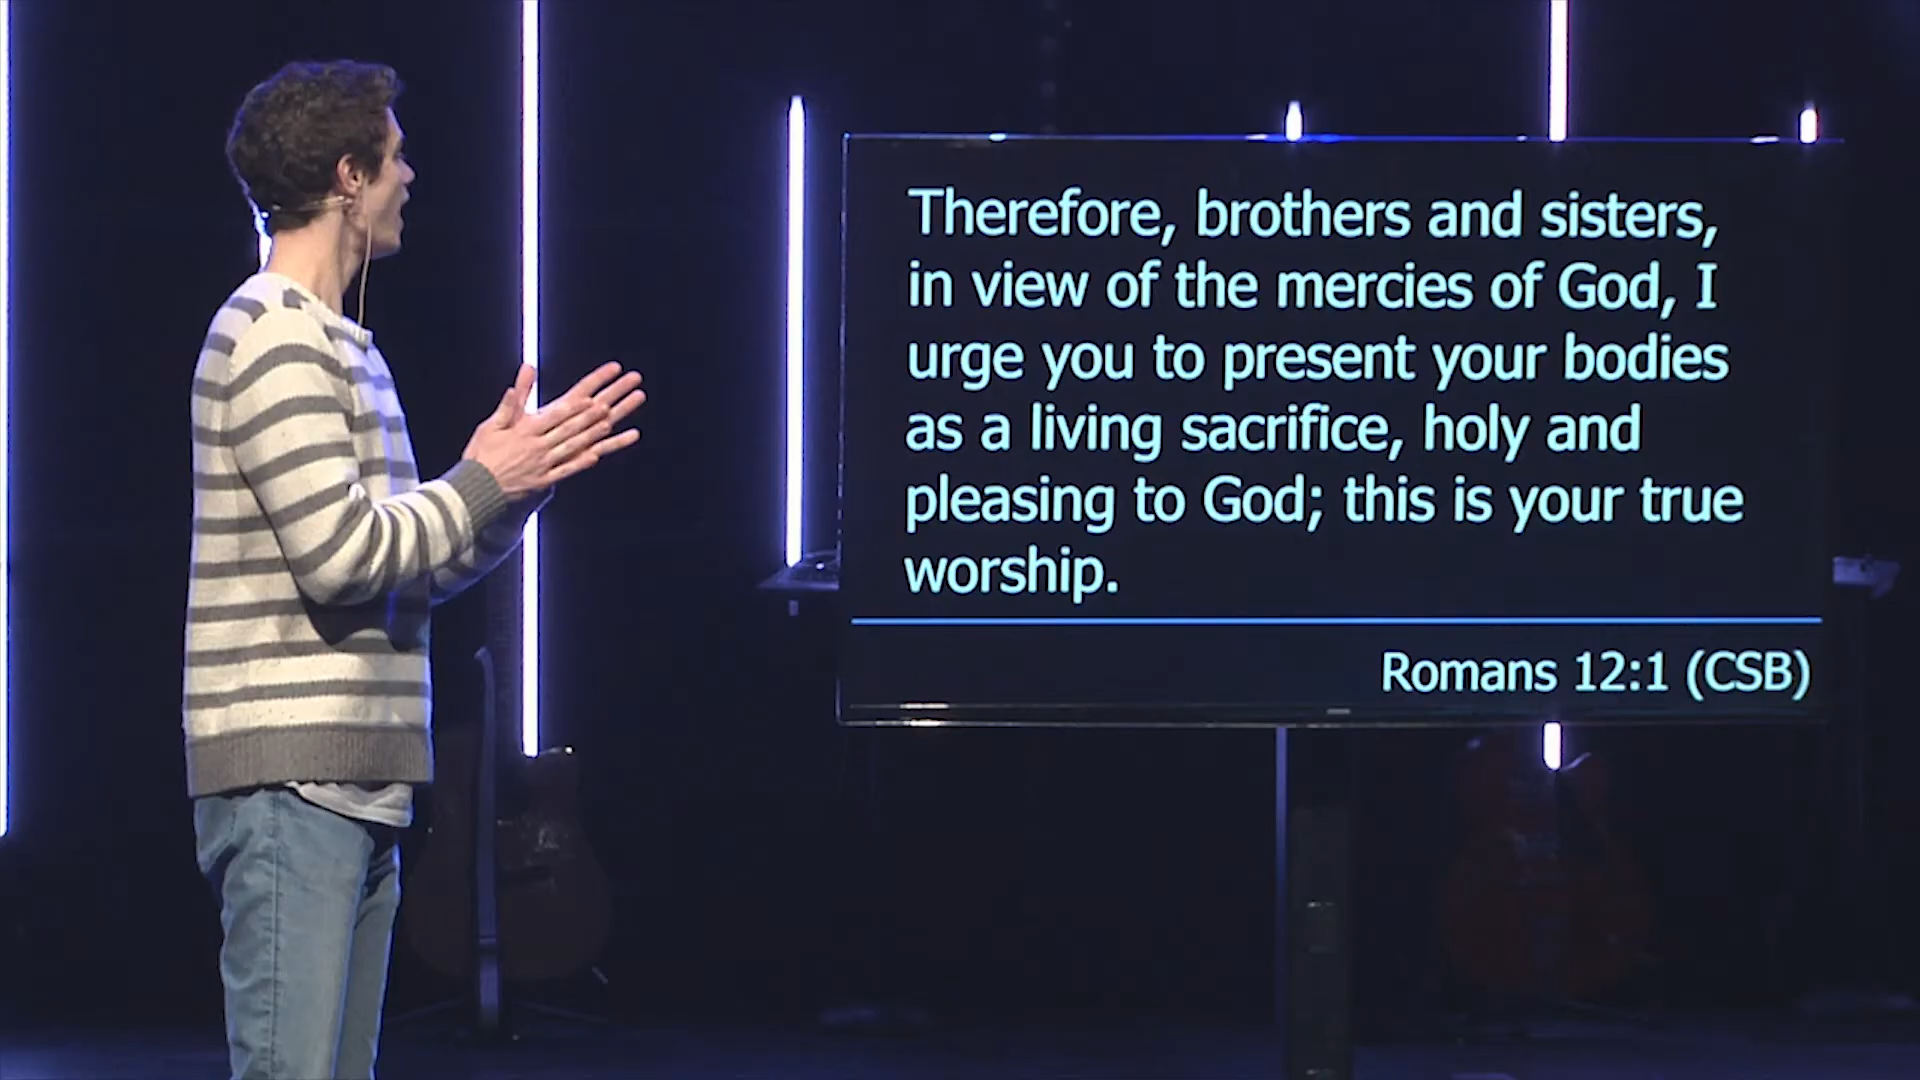 Therefore, brothers and sisters,
in view of the mercies of God, I
urge you to present your bodies
as a living sacrifice, holy and
pleasing to God; this is your true
worship.
Romans 12:1 (CSB)